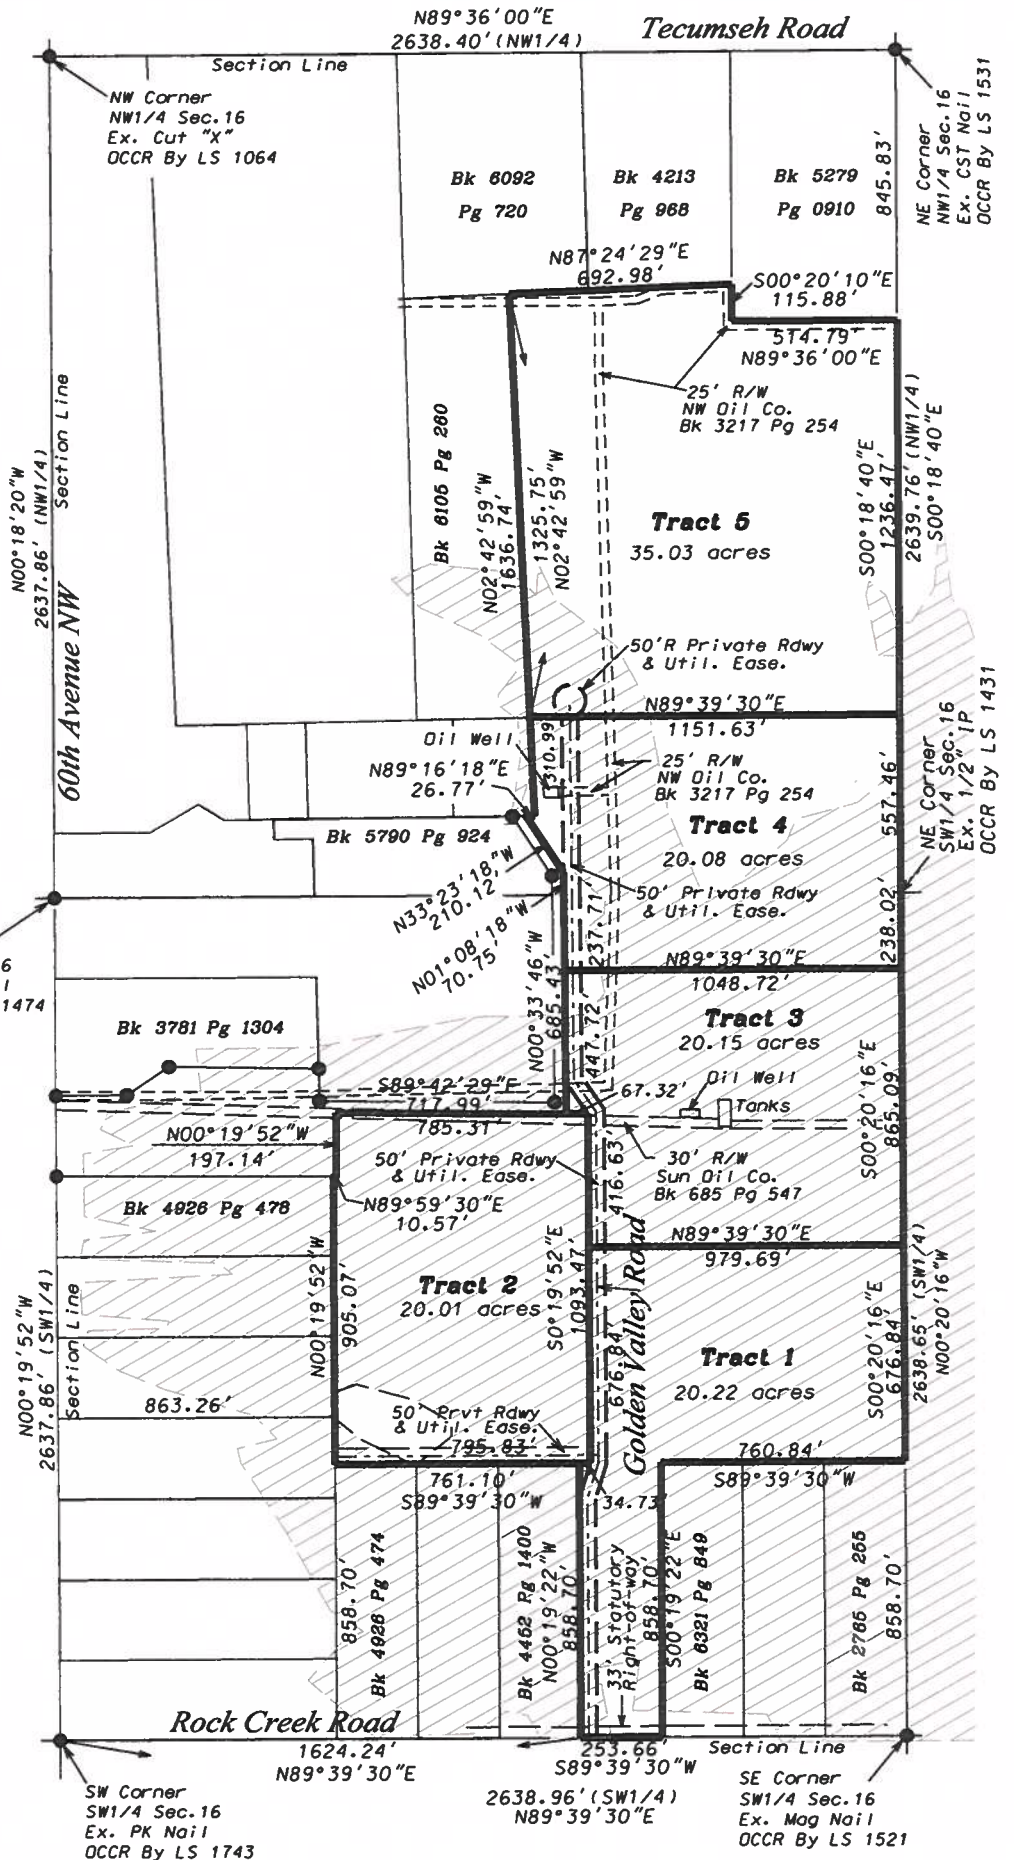 N89°36'00"E
2638.40'(NW1/4)
Tecumseh Road
Section Line
NW Corner
NW1/4 Sec.16
Ex. Cut "X"
OCCR By LS 1064
NE Corner
NW1/4 Sec.16
Ex. CST Nail
OCCR By LS 1531
845.83'
Bk 6092
Pg 720
Bk 4213
Pg 968
Bk 5279
Pg 0910
N87°24'29"E
692.98'
S00°20'10"E
115.88'
514.79'
N89°36'00"E
25' R/W
NW Oil Co.
Bk 3217 Pg 254
Section Line
N00°18'20"W
2637.86'(NW1/4)
60th Avenue NW
Bk 6105 Pg 260
N02°42'59"W
1636.74'
1325.75'
N02°42'59"W
Tract 5
35.03 acres
S00°18'40"E
1236.47'
2639.76'(NW1/4)
S00°18'40"E
50'R Private Rdwy
& Util. Ease.
N89°39'30"E
1151.63'
Oil Well
310.99
N89°16'18"E
26.77'
25' R/W
NW Oil Co.
Bk 3217 Pg 254
Tract 4
20.08 acres
557.46'
NE Corner
SW1/4 Sec.16
Ex. 1/2" IP
OCCR By LS 1431
Bk 5790 Pg 924
N33°23'18"W
210.12'
N01°08'18"W
70.75'
50' Private Rdwy
& Util. Ease.
237.71
238.02'
N89°39'30"E
1048.72'
6
1
1474
N00°33'46"W
685.43'
447.72'
Bk 3781 Pg 1304
Tract 3
20.15 acres
S89°42'29"E
717.99'
785.31'
67.32'
Oil Well
Tanks
S00°20'16"E
865.09'
N00°19'52"W
197.14'
50' Private Rdwy
& Util. Ease.
416.63'
30' R/W
Sun Oil Co.
Bk 685 Pg 547
Bk 4926 Pg 478
N89°59'30"E
10.57'
N89°39'30"E
979.69'
N00°19'52"W
2637.86'(SW1/4)
Section Line
N00°19'52"W
905.07'
Tract 2
20.01 acres
S0°19'52"E
1093.47'
676.84'
Golden Valley Road
Tract 1
20.22 acres
S00°20'16"E
676.84'
2638.65'(SW1/4)
N00°20'16"W
863.26'
50' Prvt Rdwy
& Util. Ease.
795.83'
761.10'
S89°39'30"W
34.73'
760.84'
S89°39'30"W
858.70'
Bk 4926 Pg 474
Bk 4462 Pg 1400
N00°19'22"W
858.70'
33' Statutory
Right-of-way
858.70'
S00°19'22"E
Bk 6321 Pg 849
Bk 2765 Pg 255
858.70'
Rock Creek Road
1624.24'
N89°39'30"E
253.66'
S89°39'30"W
Section Line
2638.96'(SW1/4)
N89°39'30"E
SW Corner
SW1/4 Sec.16
Ex. PK Nail
OCCR By LS 1743
SE Corner
SW1/4 Sec.16
Ex. Mag Nail
OCCR By LS 1521